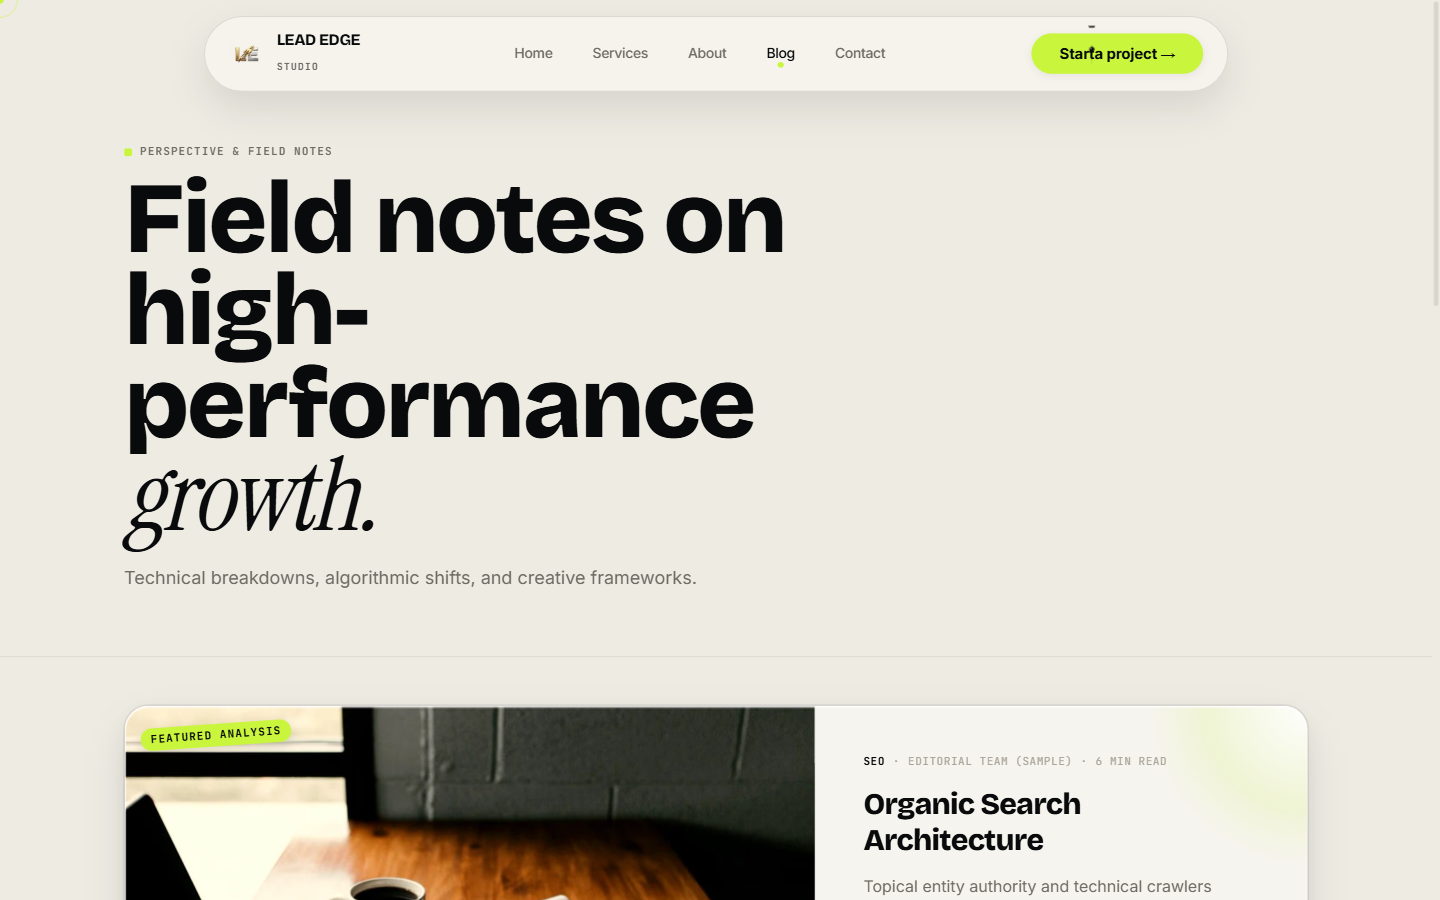 LEAD EDGE
STUDIO
Home
Services
About
Blog
Contact
Start a project →
PERSPECTIVE & FIELD NOTES
Field notes on
high-
performance
growth.
Technical breakdowns, algorithmic shifts, and creative frameworks.
FEATURED ANALYSIS
SEO · EDITORIAL TEAM (SAMPLE) · 6 MIN READ
Organic Search
Architecture
Topical entity authority and technical crawlers